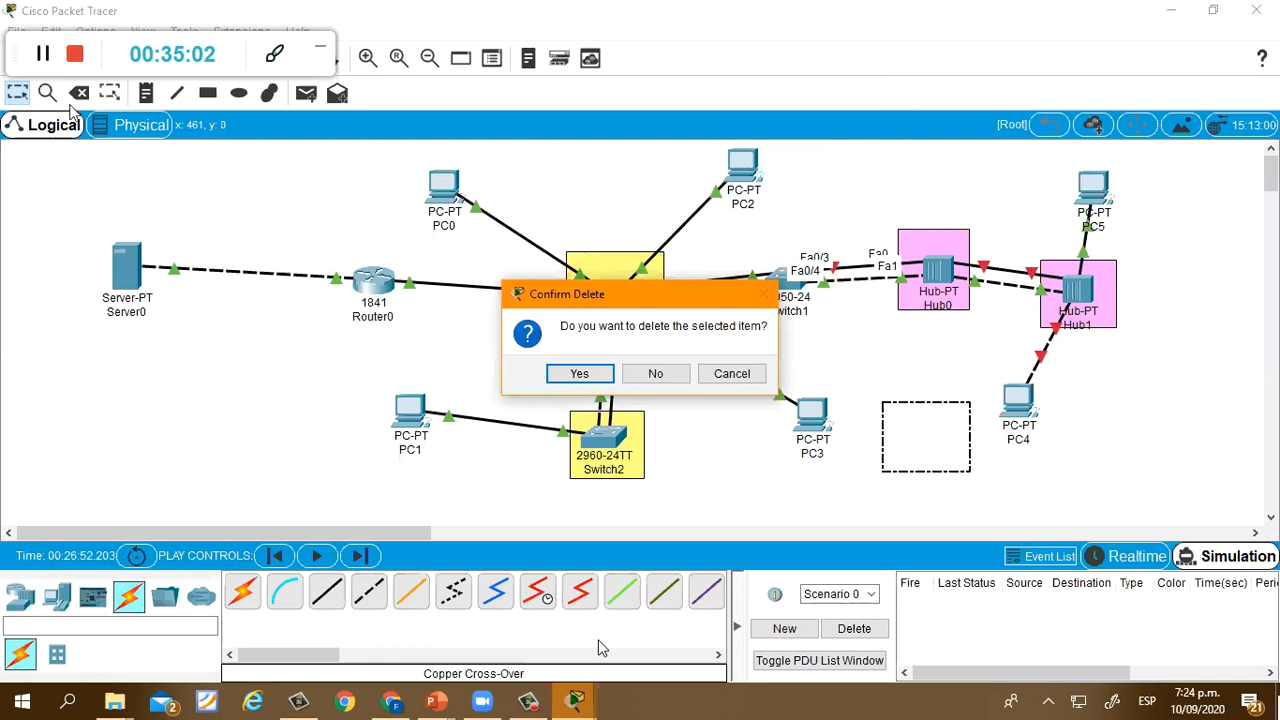 Cisco Packet Tracer
00:35:02
Logical
Physical
x: 461, y: 0
[Root]
15:13:00
PC-PT
PC0
PC-PT
PC2
PC-PT
PC5
Server-PT
Server0
1841
Router0
Fa0/3
Fa0/4
Fa0
Fa1
950-24
witch1
Hub-PT
Hub0
Hub-PT
Hub1
Confirm Delete
Do you want to delete the selected item?
Yes
No
Cancel
PC-PT
PC1
2960-24TT
Switch2
PC-PT
PC3
PC-PT
PC4
Time: 00:26:52.203
PLAY CONTROLS:
Event List
Realtime
Simulation
Fire
Last Status
Source
Destination
Type
Color
Time(sec)
Peri
Scenario 0
New
Delete
Toggle PDU List Window
Copper Cross-Over
2
ESP
7:24 p.m.
10/09/2020
21